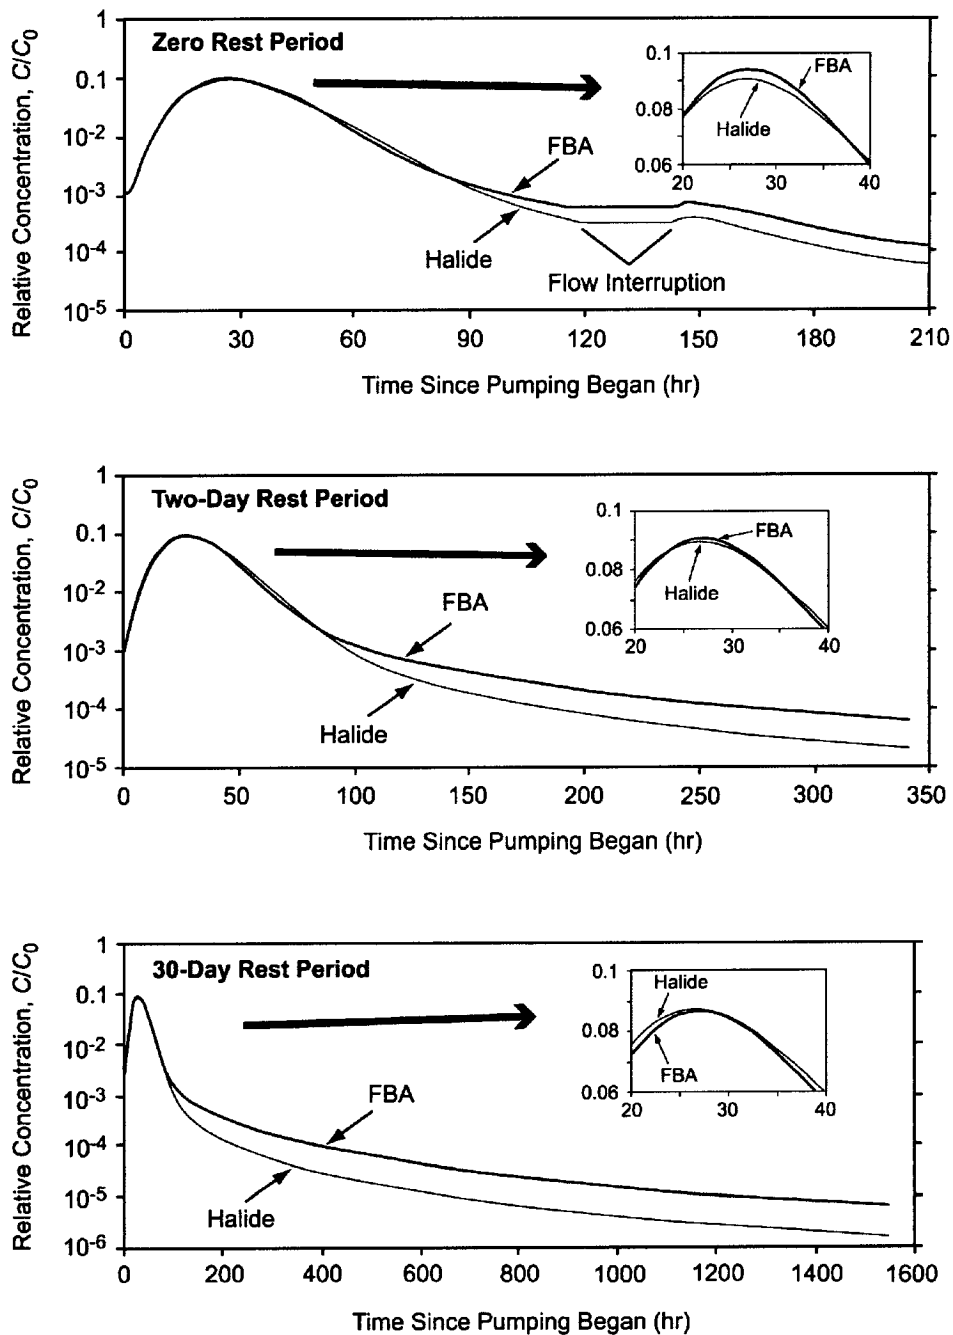 Zero Rest Period
Relative Concentration, C/C0
1
0.1
10-2
10-3
10-4
10-5
0 30 60 90 120 150 180 210
Time Since Pumping Began (hr)
FBA
Halide
Flow Interruption
0.1
0.08
0.06
20 30 40
FBA
Halide
Two-Day Rest Period
Relative Concentration, C/C0
1
0.1
10-2
10-3
10-4
10-5
0 50 100 150 200 250 300 350
Time Since Pumping Began (hr)
FBA
Halide
0.1
0.08
0.06
20 30 40
FBA
Halide
30-Day Rest Period
Relative Concentration, C/C0
1
0.1
10-2
10-3
10-4
10-5
10-6
0 200 400 600 800 1000 1200 1400 1600
Time Since Pumping Began (hr)
FBA
Halide
0.1
0.08
0.06
20 30 40
Halide
FBA